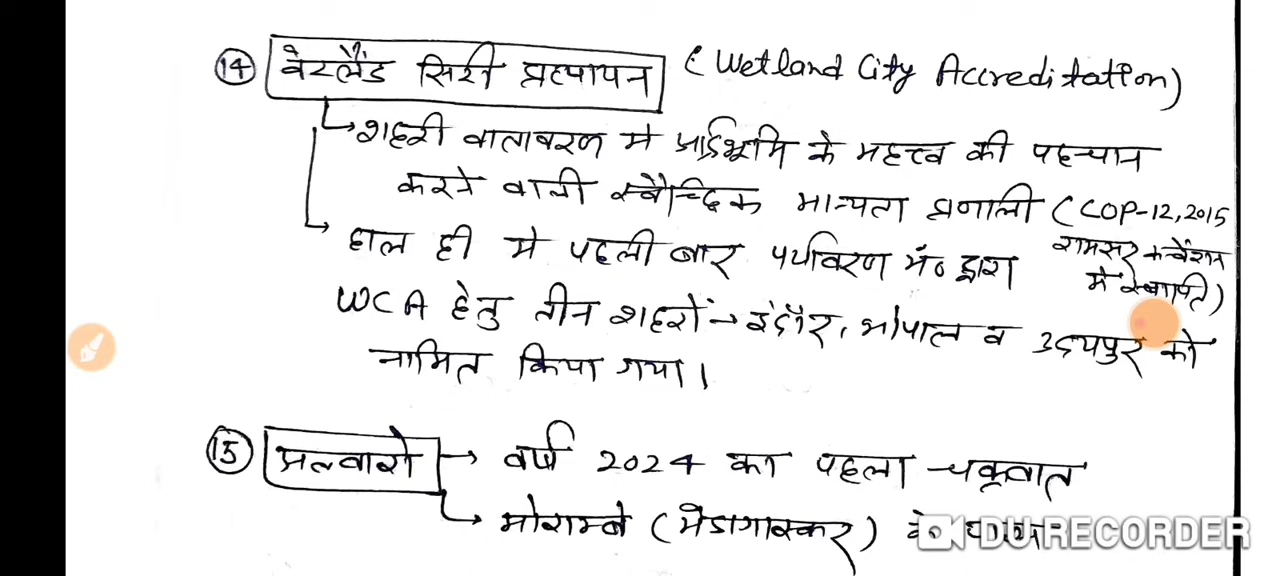 (14) वेटलैंड सिटी प्रत्यायन (Wetland City Accreditation)
↳ शहरी वातावरण मे आर्द्रभूमि के महत्त्व की पहचान
करने वाली स्वैच्छिक मान्यता प्रणाली (COP-12, 2015
रामसर कन्वेंशन
में स्थापित)
→ हाल ही मे पहली बार पर्यावरण मं० द्वारा
WCA हेतु तीन शहरों → इंदौर, भोपाल व उदयपुर को
नामित किया गया।
(15) अल्वारो → वर्ष 2024 का पहला चक्रवात
↳ मोराम्बे (मेडागास्कर) के पास
DU RECORDER